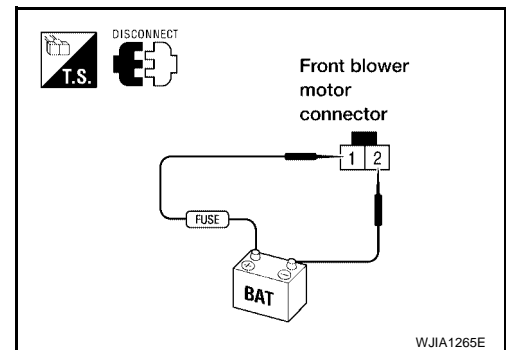 T.S.
DISCONNECT
Front blower
motor
connector
1 2
FUSE
+ −
BAT
WJIA1265E